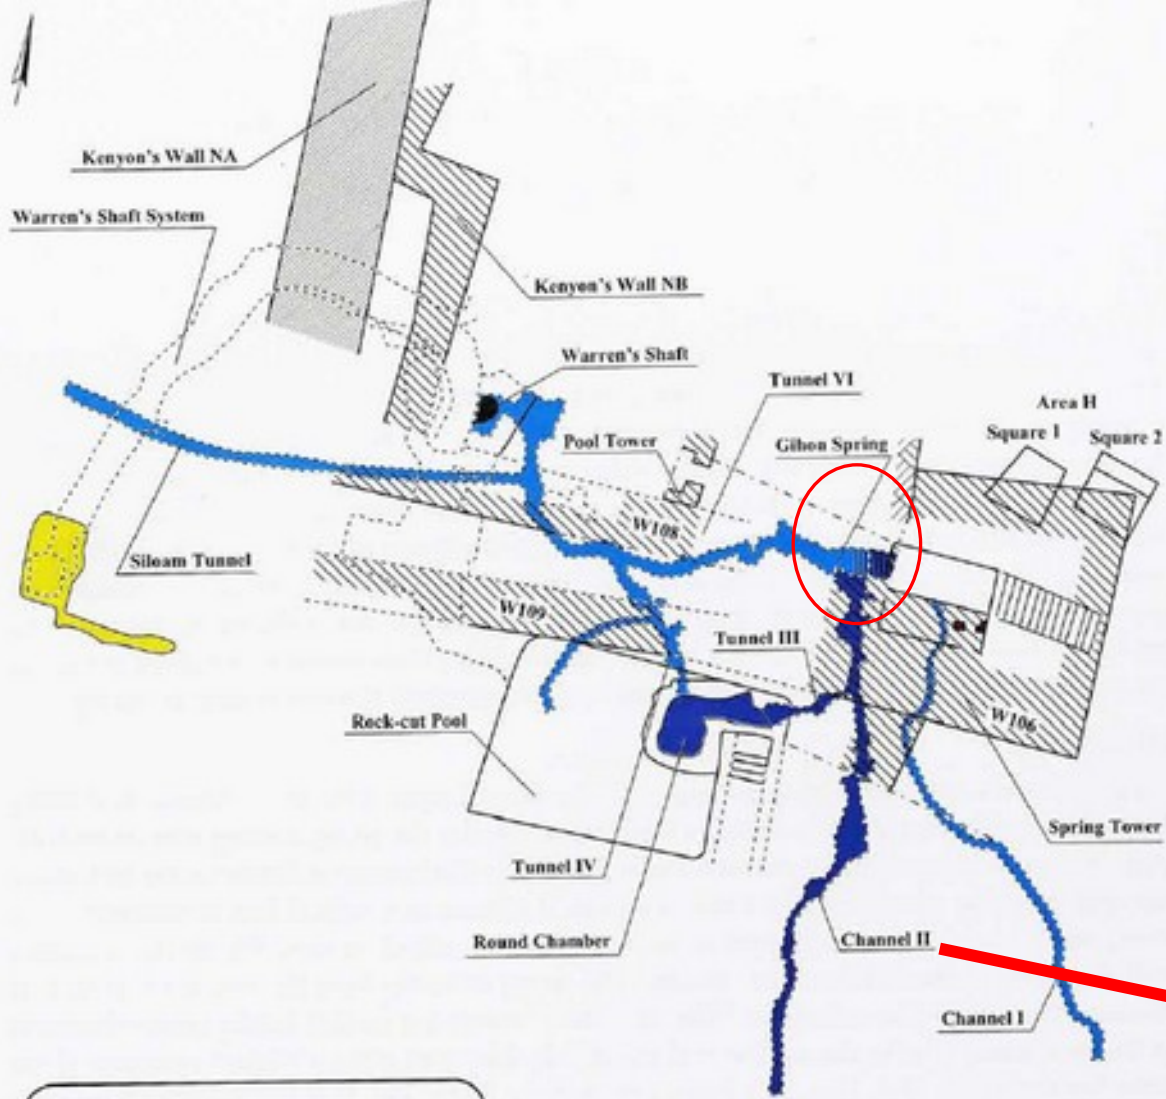 Kenyon's Wall NA
Warren's Shaft System
Kenyon's Wall NB
Warren's Shaft
Tunnel VI
Area H
Square 1
Square 2
Pool Tower
Gihon Spring
W108
Siloam Tunnel
W109
Tunnel III
Rock-cut Pool
W106
Spring Tower
Tunnel IV
Round Chamber
Channel II
Channel I